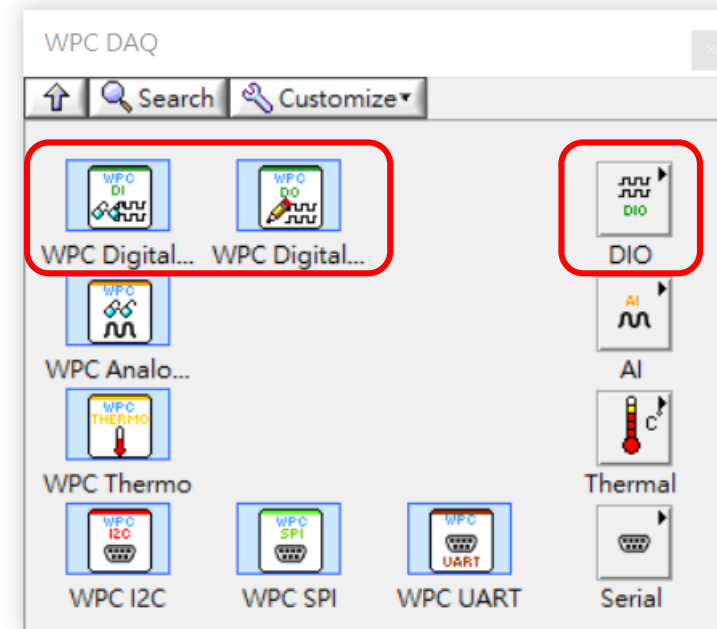 WPC DAQ
Search Customize
WPC DI WPC DO DIO
WPC Digital... WPC Digital... DIO
WPC AI
WPC Analo... AI
WPC THERMO C
WPC Thermo Thermal
WPC I2C WPC SPI WPC UART
WPC I2C WPC SPI WPC UART Serial